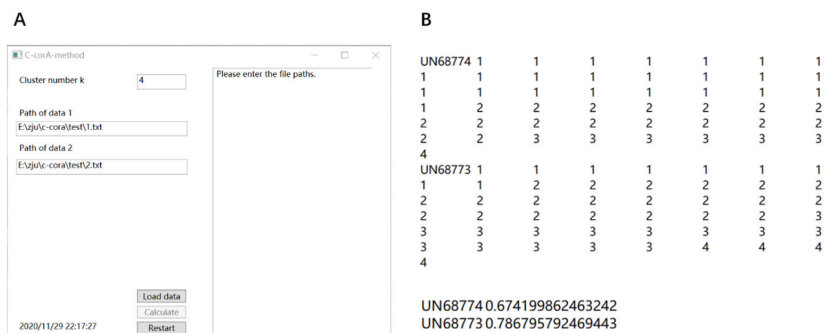 A
C-corA-method
Cluster number k 4
Please enter the file paths.
Path of data 1
E:\zju\c-cora\test\1.txt
Path of data 2
E:\zju\c-cora\test\2.txt
Load data
Calculate
2020/11/29 22:17:27 Restart
B
UN68774 1 1 1 1 1 1 1
1 1 1 1 1 1 1 1
1 1 1 1 1 1 1 1
1 2 2 2 2 2 2 2
2 2 2 2 2 2 2 2
2 2 3 3 3 3 3 3
4
UN68773 1 1 1 1 1 1 1
1 1 2 2 2 2 2 2
2 2 2 2 2 2 2 2
2 2 2 2 2 2 2 3
3 3 3 3 3 3 3 3
3 3 3 3 3 4 4 4
4
UN68774 0.674199862463242
UN68773 0.786795792469443